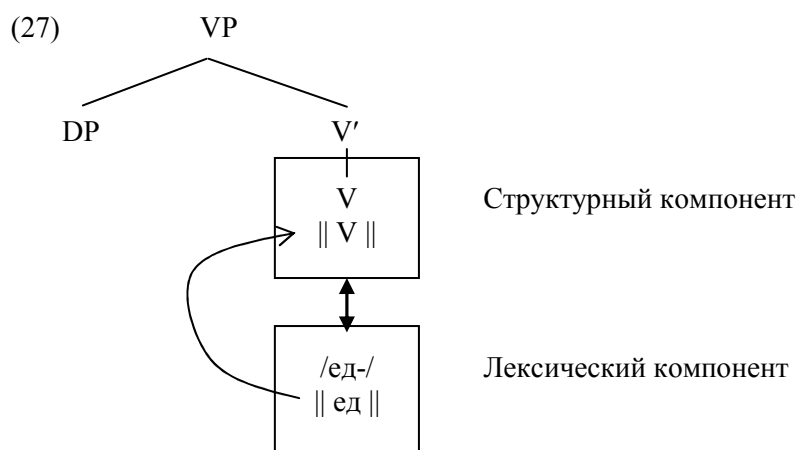 (27) VP
DP V′
V Структурный компонент
|| V ||
/ед-/ Лексический компонент
|| ед ||